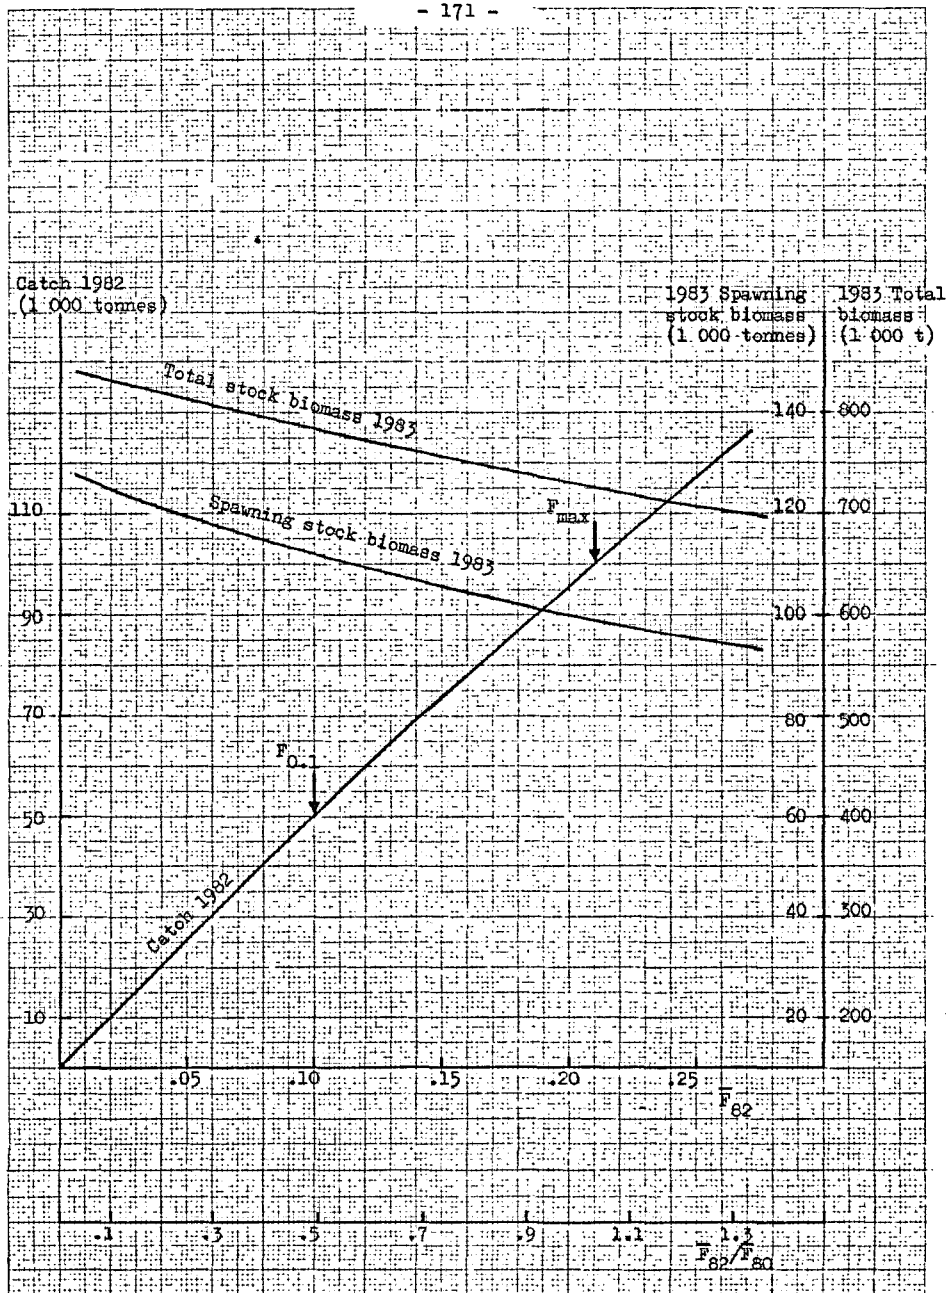 - 171 -
Catch 1982
(1 000 tonnes)
1983 Spawning
stock biomass
(1 000 tonnes)
1983 Total
biomass
(1 000 t)
Total stock biomass 1983
140 800
110
Spawning stock biomass 1983
Fmax
120 700
90
100 600
70
80 500
F0.1
50
60 400
30
Catch 1982
40 300
10
20 200
.05 .10 .15 .20 .25
F̅82
.1 .3 .5 .7 .9 1.1 1.3
F̅82/F̅80